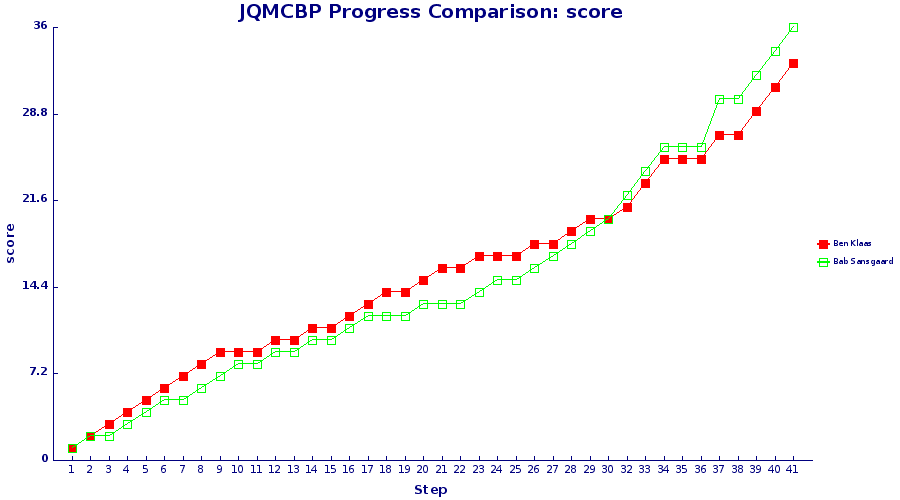 JQMCBP Progress Comparison: score
36
28.8
21.6
14.4
7.2
0
score
1 2 3 4 5 6 7 8 9 10 11 12 13 14 15 16 17 18 19 20 21 22 23 24 25 26 27 28 29 30 32 33 34 35 36 37 38 39 40 41
Step
Ben Klaas
Bab Sansgaard